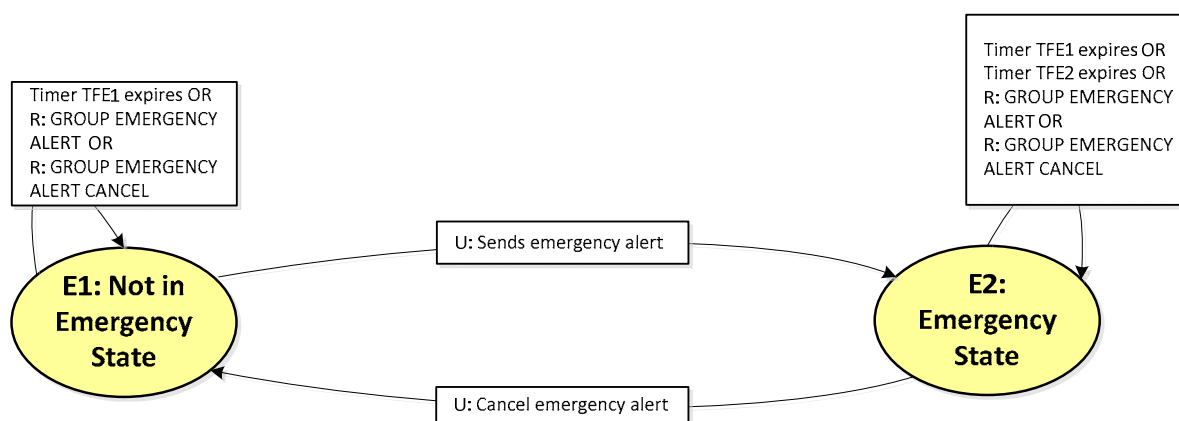 Timer TFE1 expires OR
R: GROUP EMERGENCY
ALERT OR
R: GROUP EMERGENCY
ALERT CANCEL
Timer TFE1 expires OR
Timer TFE2 expires OR
R: GROUP EMERGENCY
ALERT OR
R: GROUP EMERGENCY
ALERT CANCEL
U: Sends emergency alert
E1: Not in
Emergency
State
E2:
Emergency
State
U: Cancel emergency alert